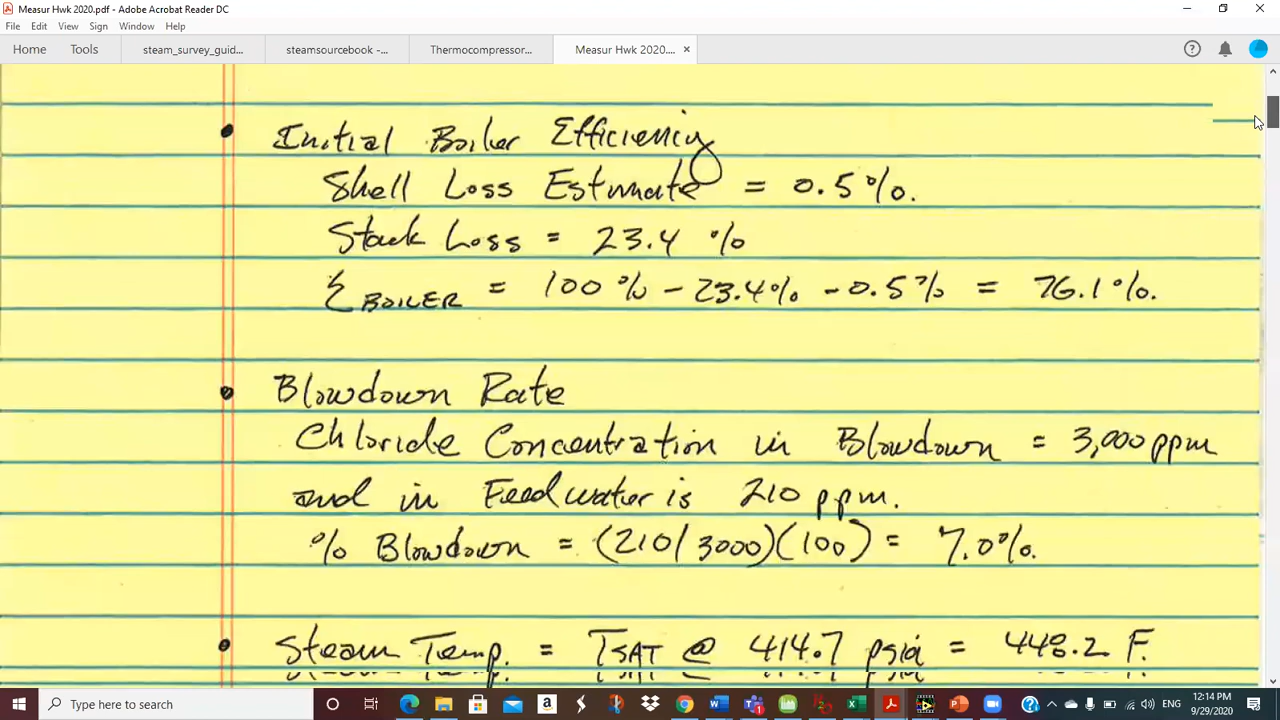 Measur Hwk 2020.pdf - Adobe Acrobat Reader DC
File Edit View Sign Window Help
Home Tools steam_survey_guid... steamsourcebook -... Thermocompressor... Measur Hwk 2020.... ×
Initial Boiler Efficiency
Shell Loss Estimate = 0.5%.
Stack Loss = 23.4 %
Σ BOILER = 100% - 23.4% - 0.5% = 76.1%.
Blowdown Rate
Chloride Concentration in Blowdown = 3,000 ppm
and in Feedwater is 210 ppm.
% Blowdown = (210/3000)(100) = 7.0%.
Steam Temp. = TSAT @ 414.7 psia = 448.2 F.
Type here to search
12:14 PM
9/29/2020